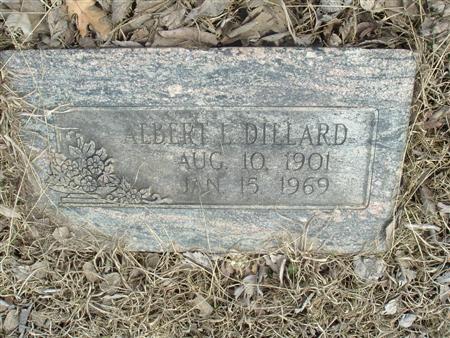 ALBERT L. DILLARD
AUG. 10, 1901
JAN. 15, 1969